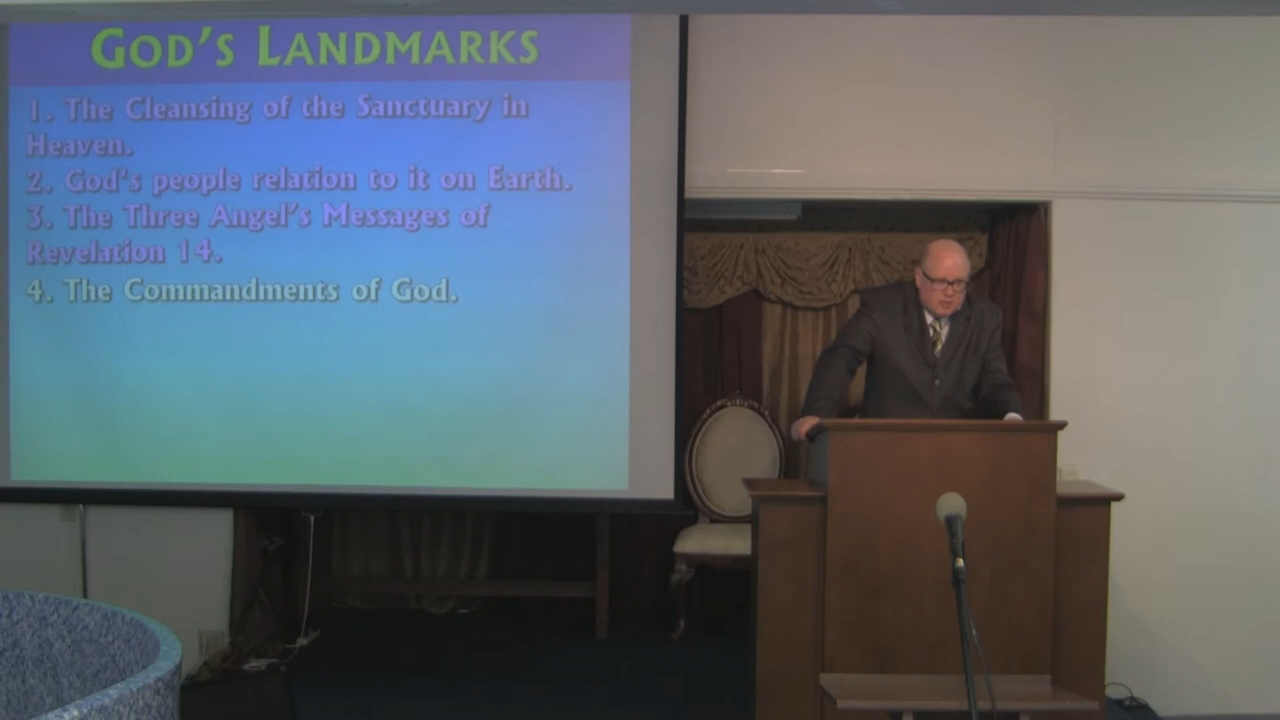 GOD'S LANDMARKS
1. The Cleansing of the Sanctuary in
Heaven.
2. God's people relation to it on Earth.
3. The Three Angel's Messages of
Revelation 14.
4. The Commandments of God.